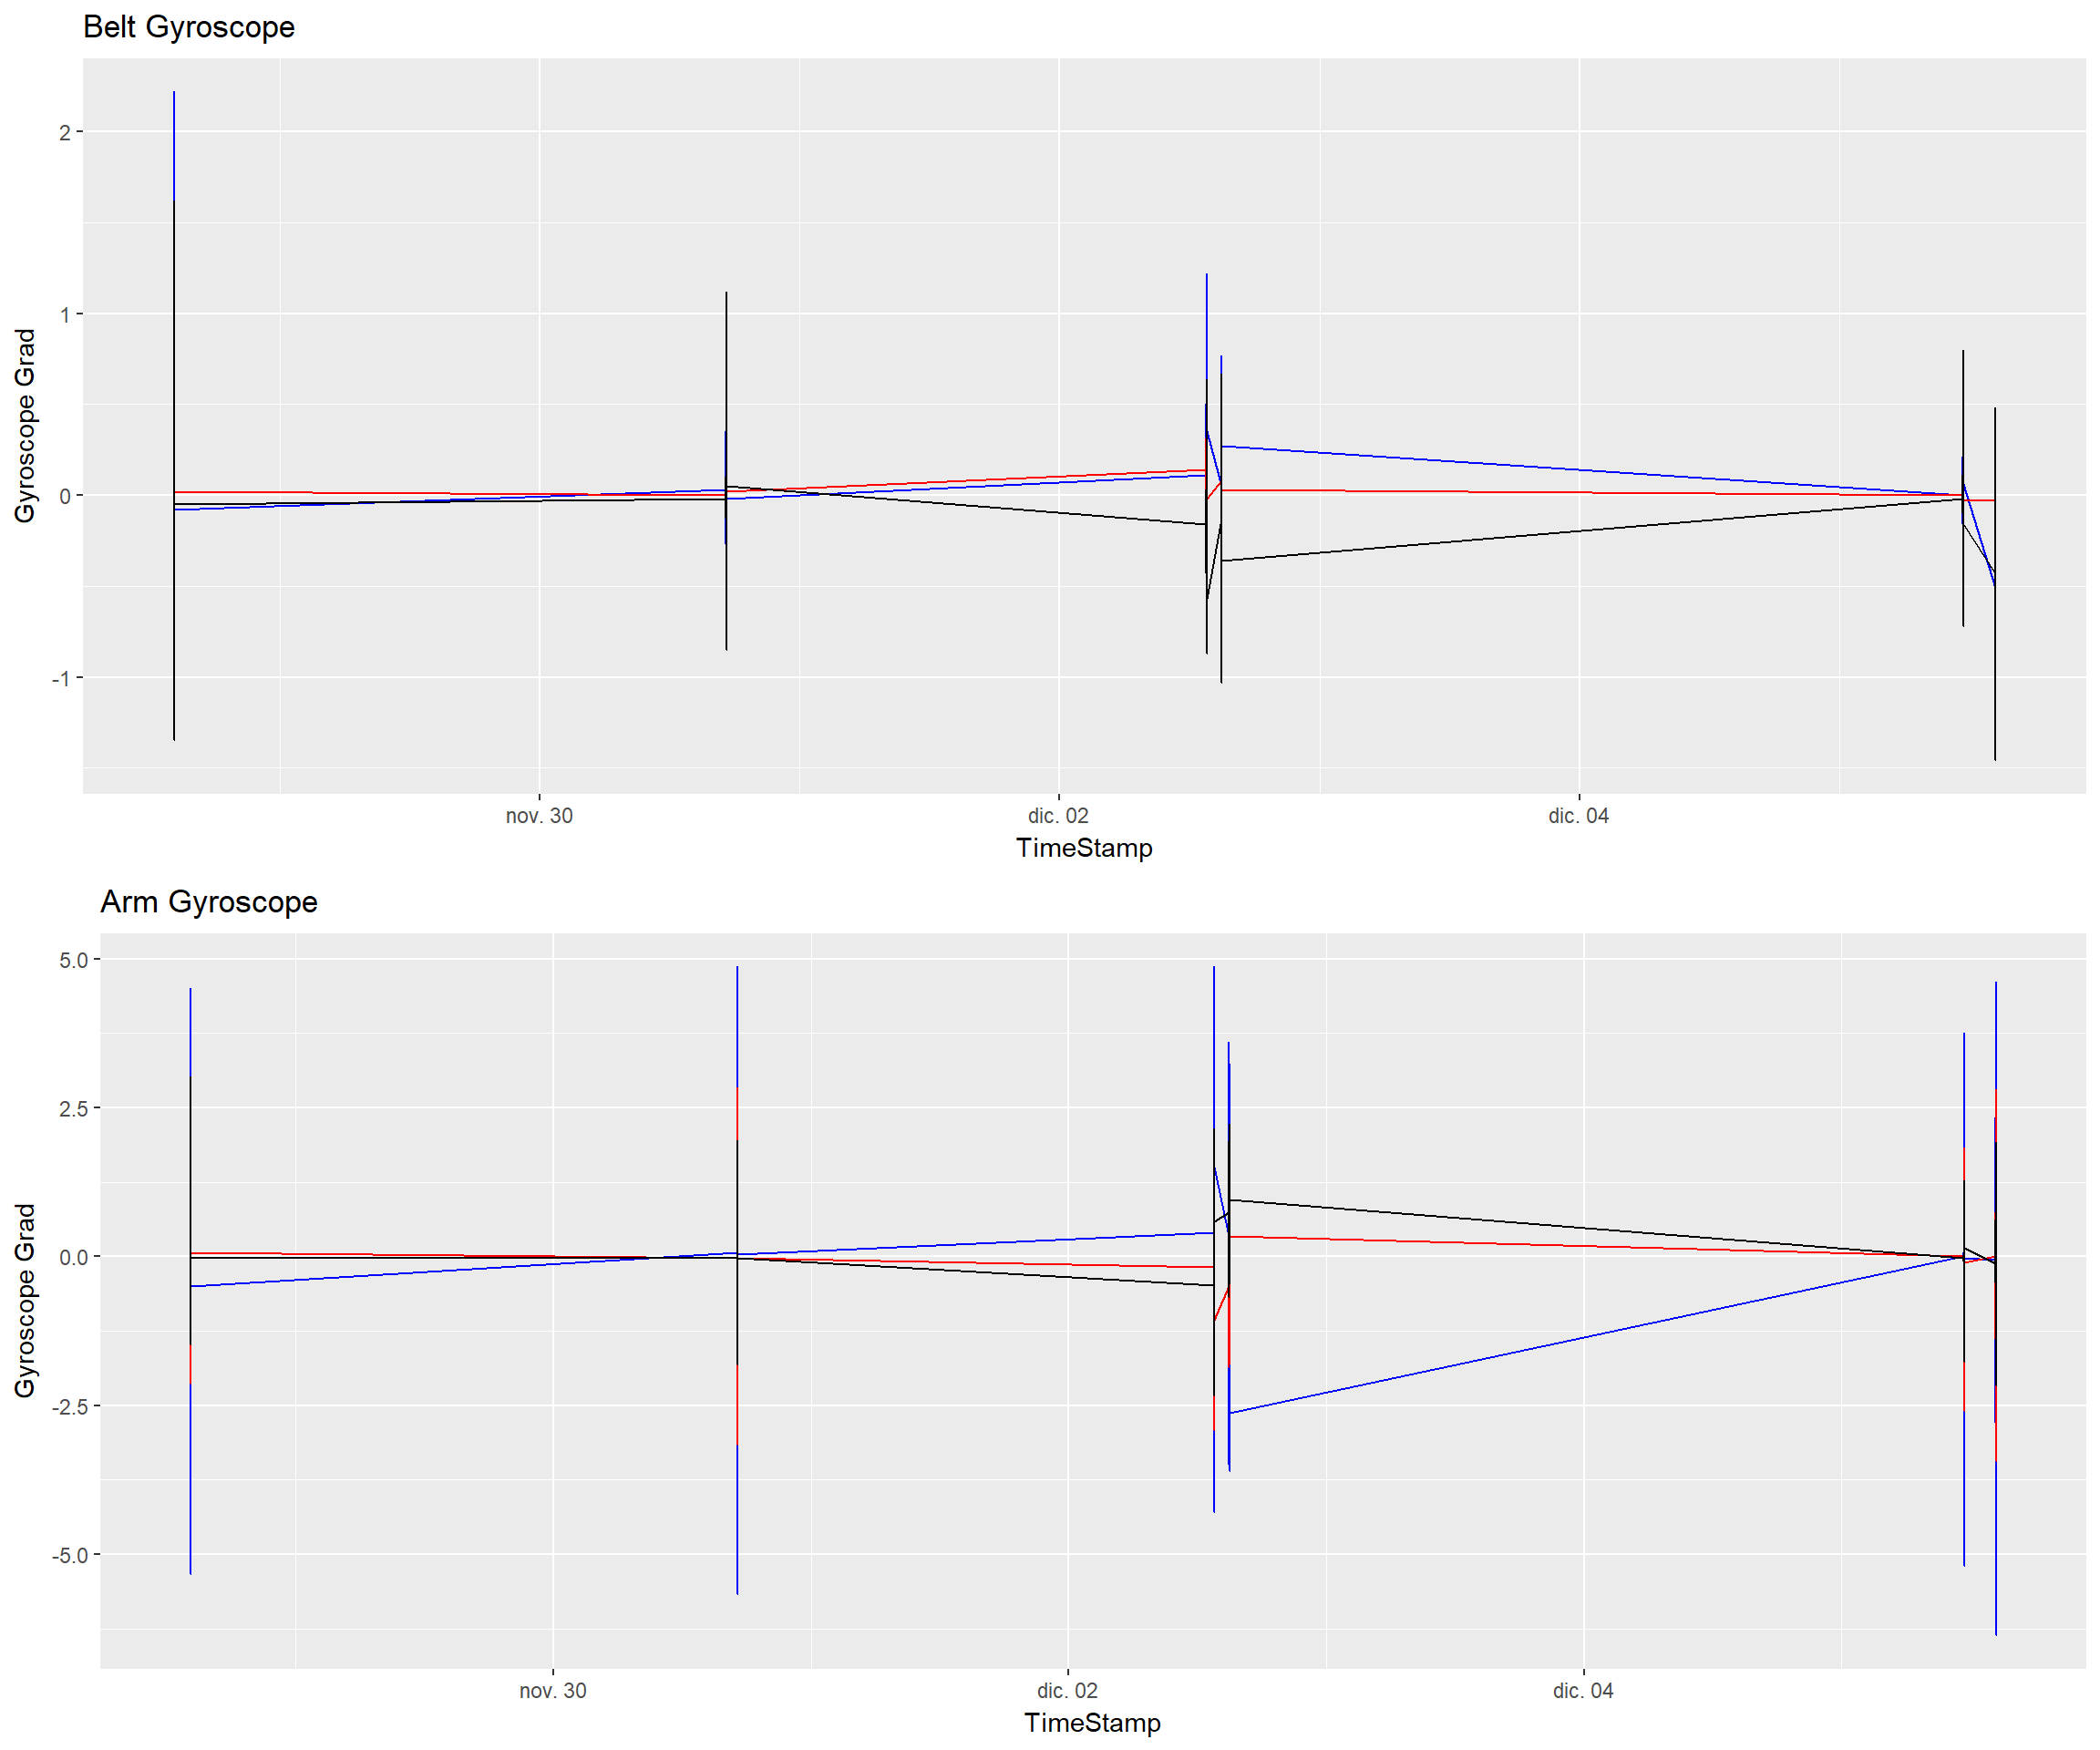 Belt Gyroscope
Gyroscope Grad
2
1
0
-1
nov. 30
dic. 02
dic. 04
TimeStamp
Arm Gyroscope
Gyroscope Grad
5.0
2.5
0.0
-2.5
-5.0
nov. 30
dic. 02
dic. 04
TimeStamp